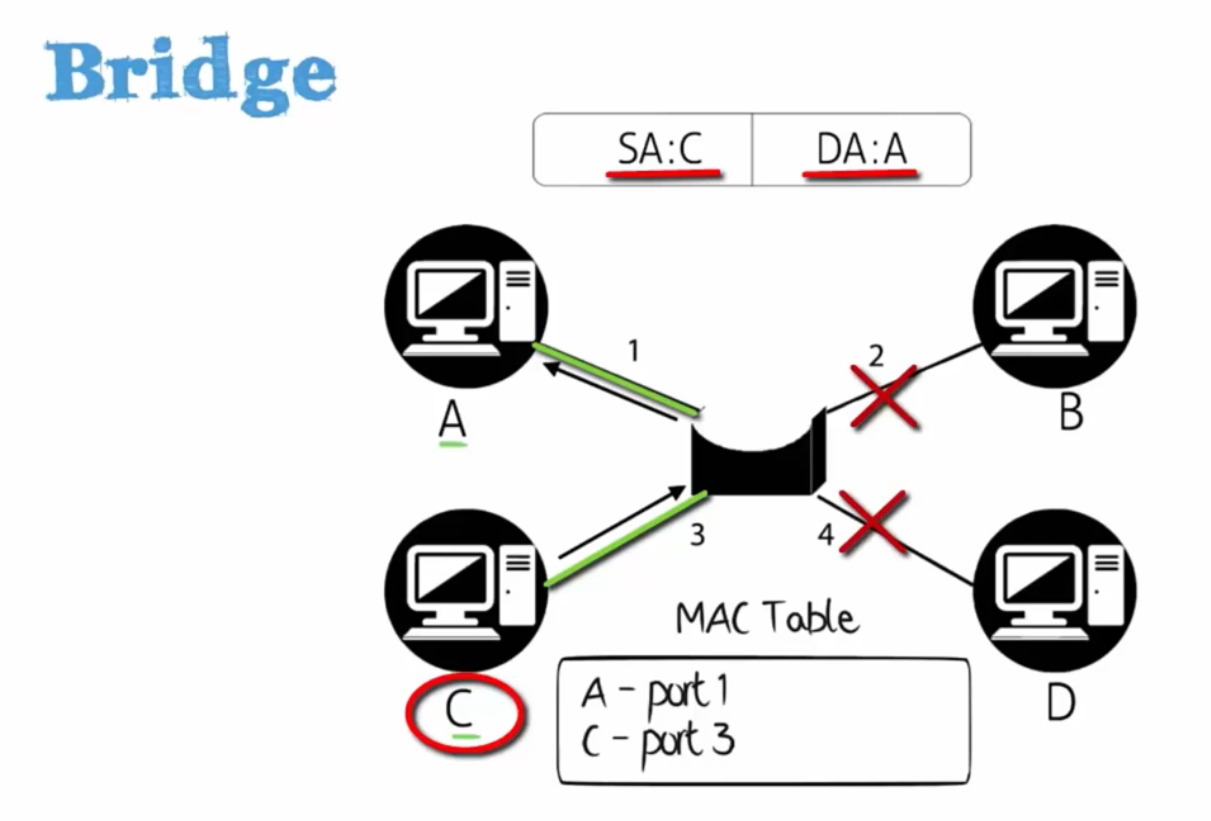 Bridge
SA:C DA:A
1
2
A
B
3
4
MAC Table
A - port 1
C - port 3
C
D